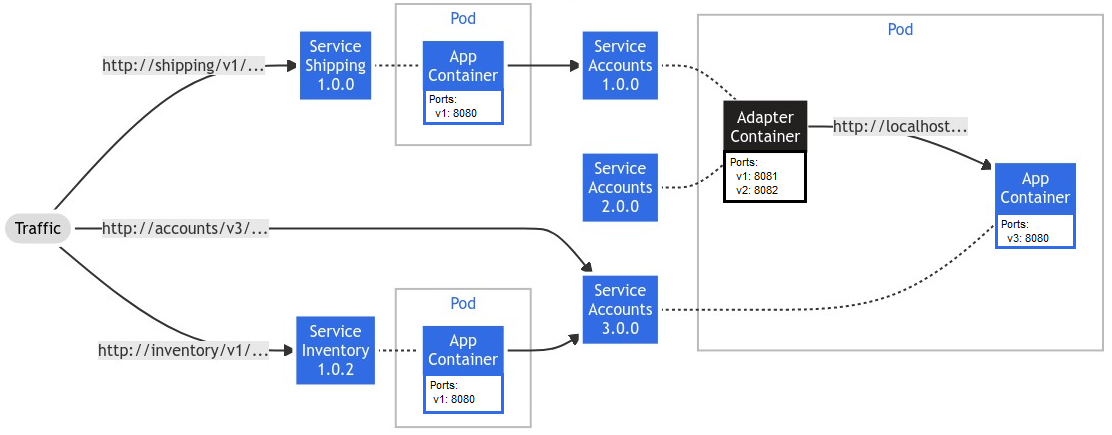 Pod
Pod
Service
Shipping
1.0.0
App
Container
Ports:
v1: 8080
Service
Accounts
1.0.0
http://shipping/v1/...
Adapter
Container
Ports:
v1: 8081
v2: 8082
http://localhost...
Service
Accounts
2.0.0
App
Container
Ports:
v3: 8080
Traffic
http://accounts/v3/...
Service
Accounts
3.0.0
Pod
Service
Inventory
1.0.2
App
Container
Ports:
v1: 8080
http://inventory/v1/...